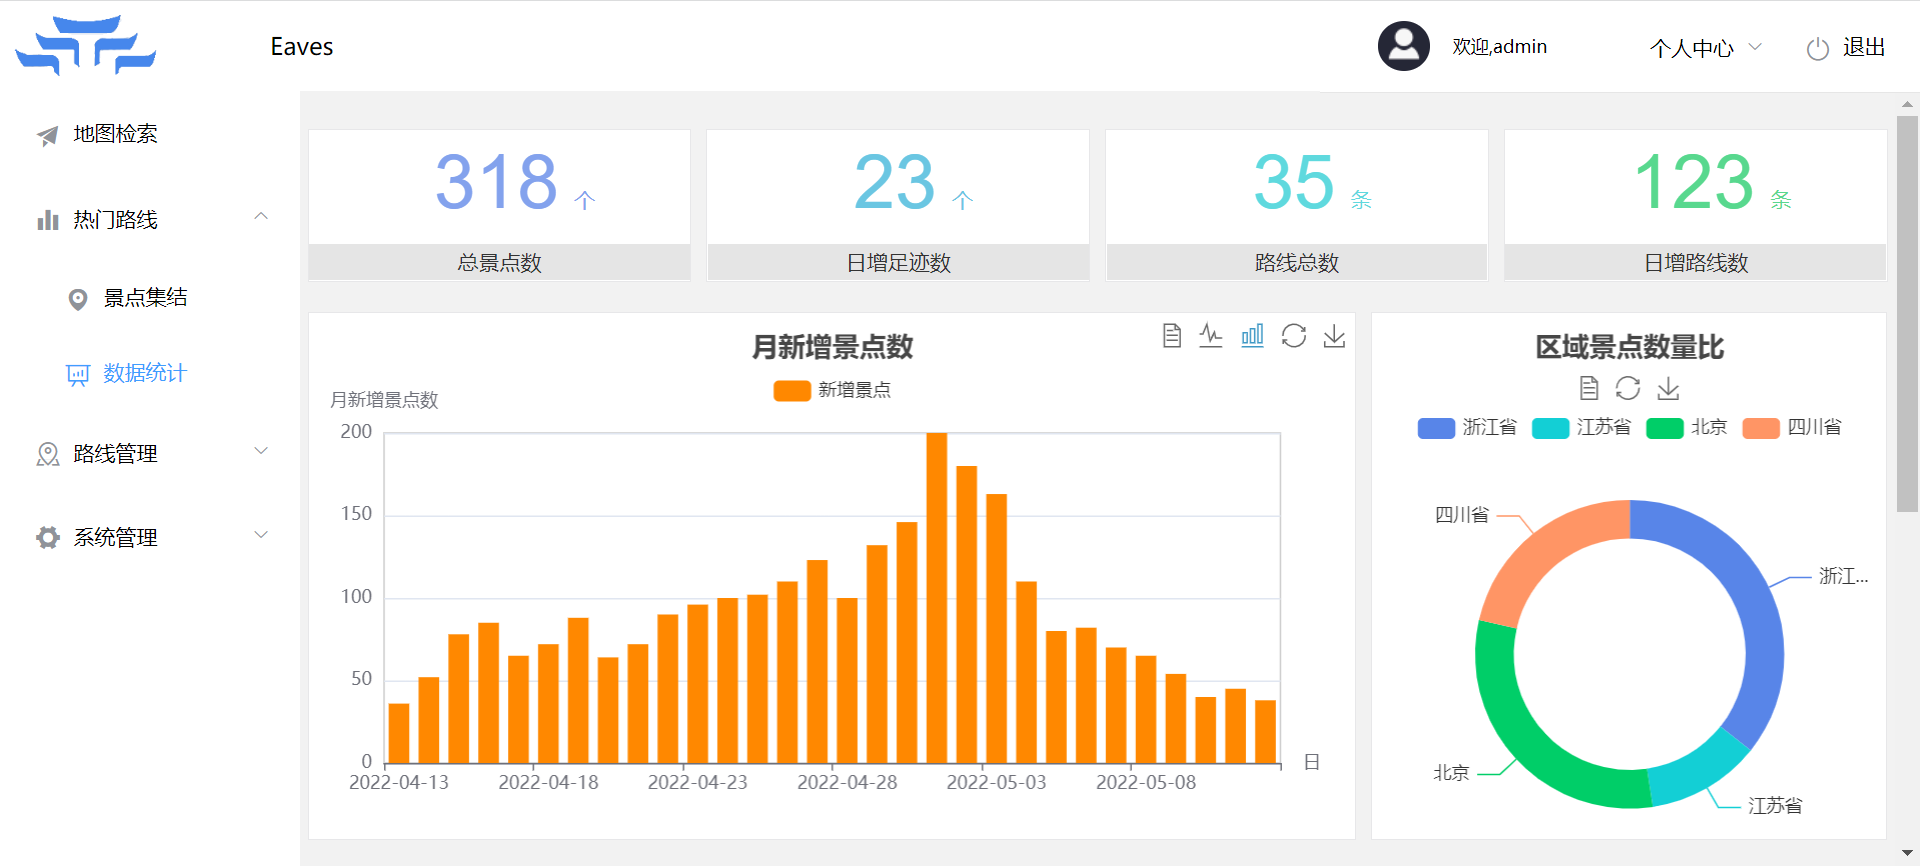 Eaves
欢迎,admin
个人中心
退出
地图检索
热门路线
景点集结
数据统计
路线管理
系统管理
318 个
总景点数
23 个
日增足迹数
35 条
路线总数
123 条
日增路线数
月新增景点数
新增景点
月新增景点数
200
150
100
50
0
2022-04-13 2022-04-18 2022-04-23 2022-04-28 2022-05-03 2022-05-08
日
区域景点数量比
浙江省 江苏省 北京 四川省
四川省
浙江...
北京
江苏省